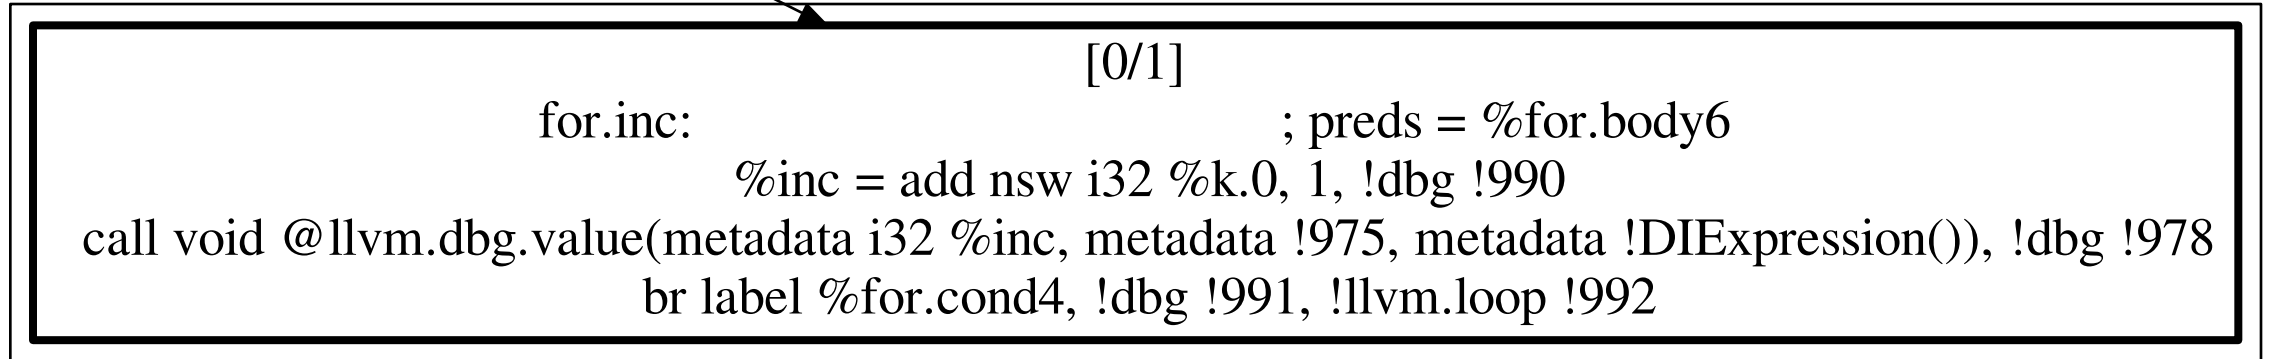 [0/1]
for.inc: ; preds = %for.body6
%inc = add nsw i32 %k.0, 1, !dbg !990
call void @llvm.dbg.value(metadata i32 %inc, metadata !975, metadata !DIExpression()), !dbg !978
br label %for.cond4, !dbg !991, !llvm.loop !992